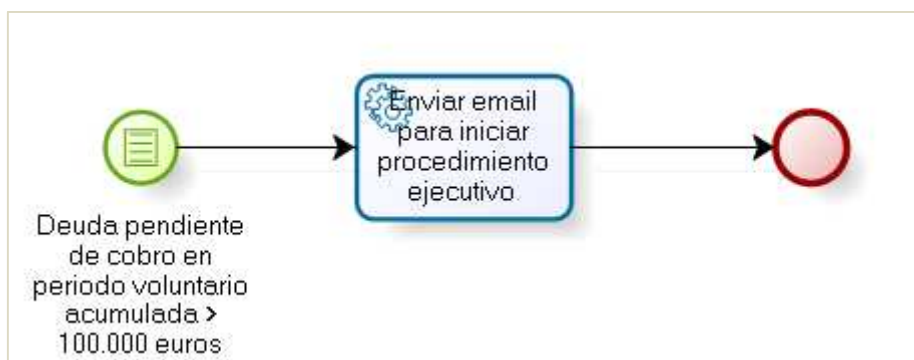 Enviar email
para iniciar
procedimiento
ejecutivo
Deuda pendiente
de cobro en
periodo voluntario
acumulada >
100.000 euros